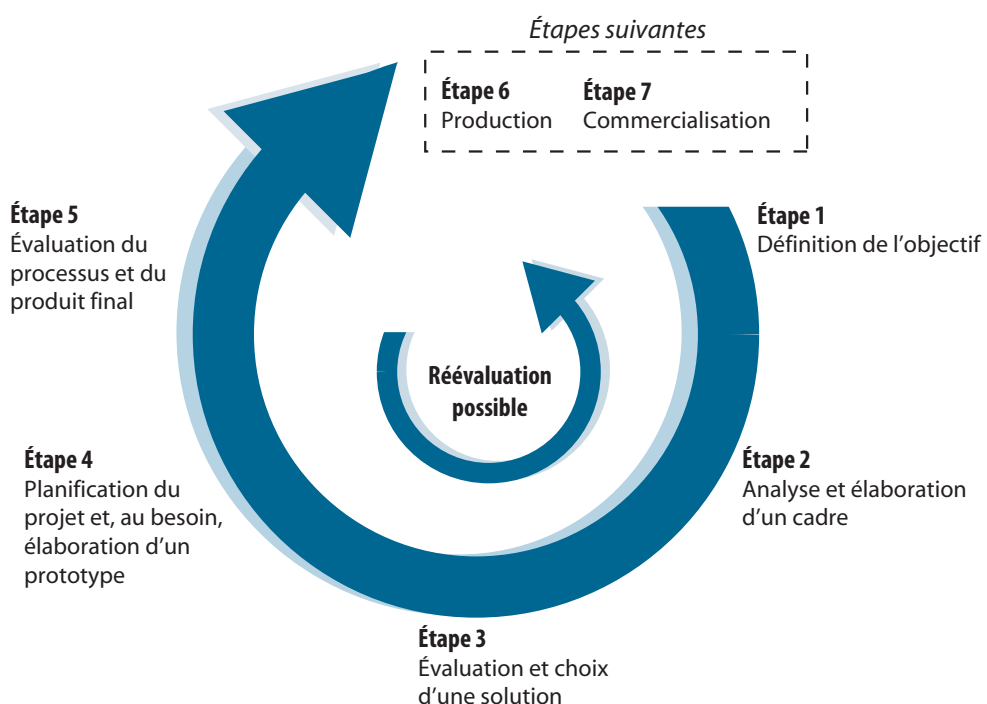 Étapes suivantes
Étape 6
Production
Étape 7
Commercialisation
Étape 1
Définition de l’objectif
Étape 2
Analyse et élaboration
d’un cadre
Étape 3
Évaluation et choix
d’une solution
Étape 4
Planification du
projet et, au besoin,
élaboration d’un
prototype
Étape 5
Évaluation du
processus et du
produit final
Réévaluation
possible